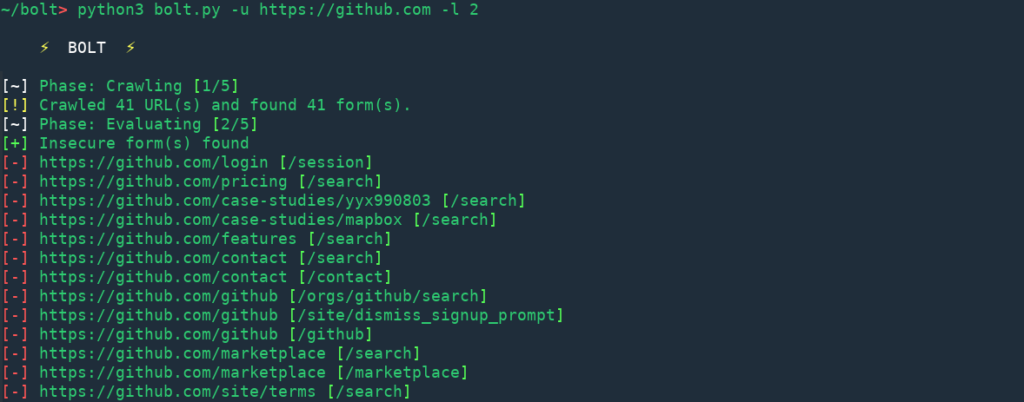 ~/bolt> python3 bolt.py -u https://github.com -l 2
⚡ BOLT ⚡
[~] Phase: Crawling [1/5]
[!] Crawled 41 URL(s) and found 41 form(s).
[~] Phase: Evaluating [2/5]
[+] Insecure form(s) found
[-] https://github.com/login [/session]
[-] https://github.com/pricing [/search]
[-] https://github.com/case-studies/yyx990803 [/search]
[-] https://github.com/case-studies/mapbox [/search]
[-] https://github.com/features [/search]
[-] https://github.com/contact [/search]
[-] https://github.com/contact [/contact]
[-] https://github.com/github [/orgs/github/search]
[-] https://github.com/github [/site/dismiss_signup_prompt]
[-] https://github.com/github [/github]
[-] https://github.com/marketplace [/search]
[-] https://github.com/marketplace [/marketplace]
[-] https://github.com/site/terms [/search]